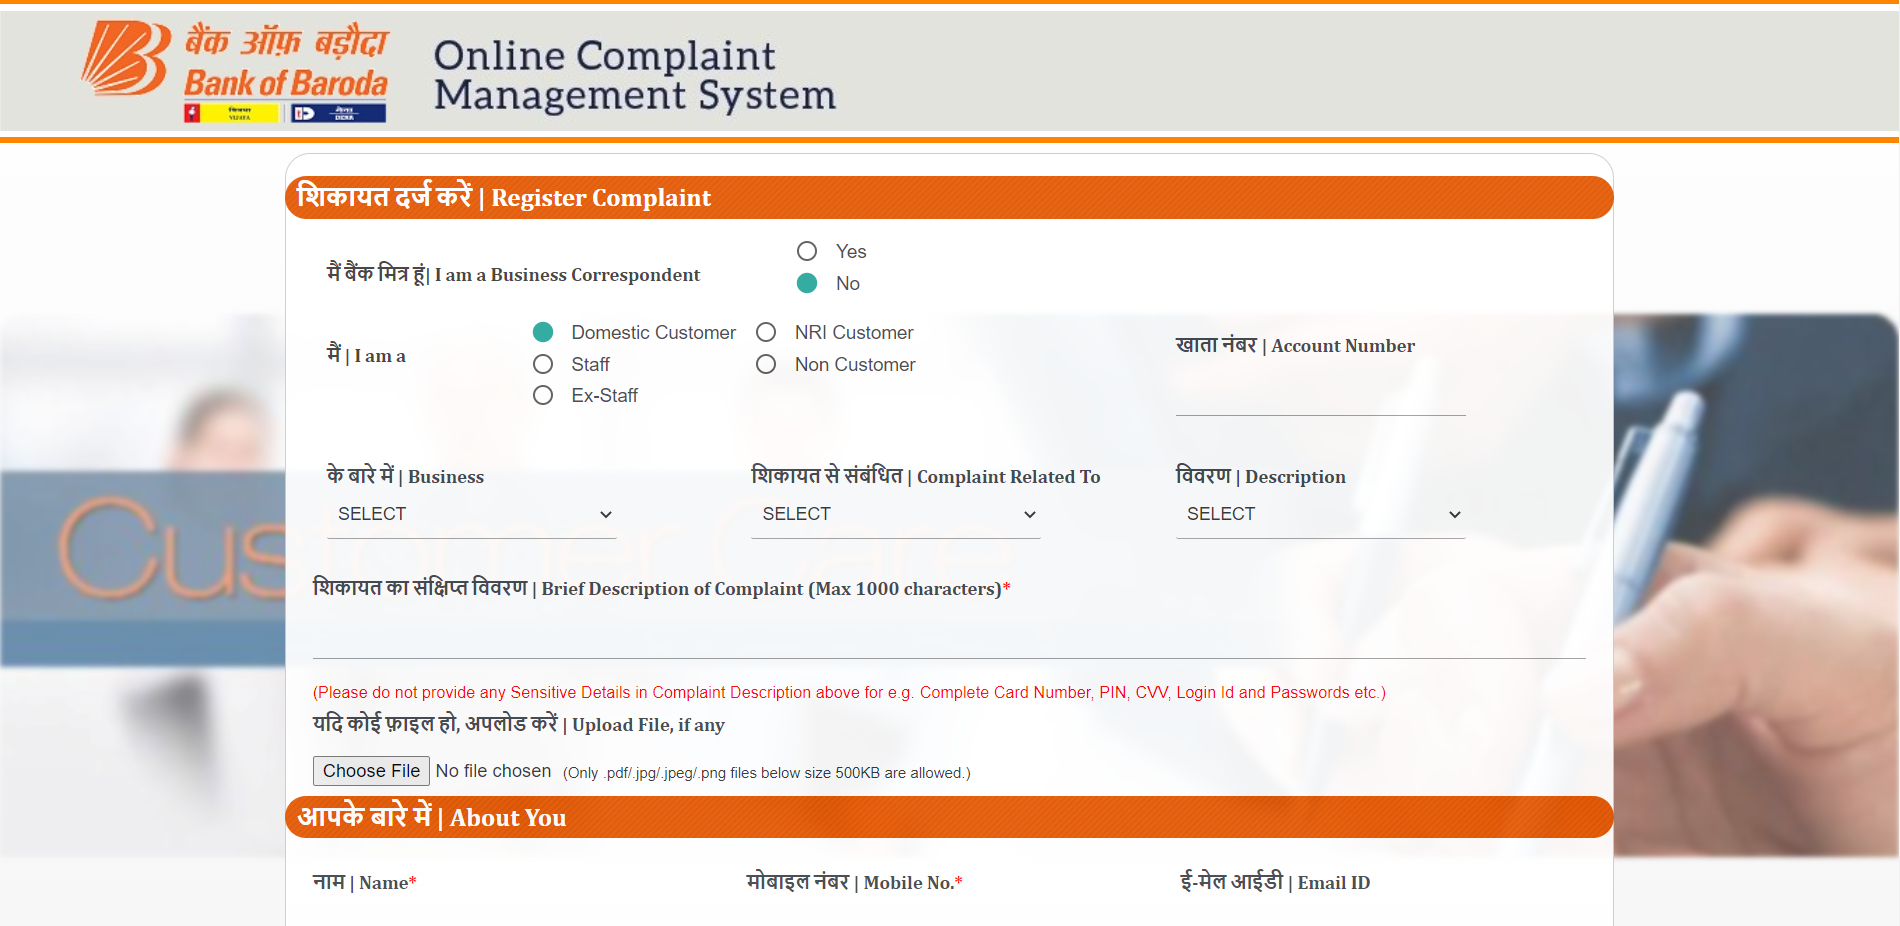 बैंक ऑफ़ बड़ौदा
Bank of Baroda
विजया VIJAYA
देना DENA
Online Complaint
Management System
शिकायत दर्ज करें | Register Complaint
मैं बैंक मित्र हूं| I am a Business Correspondent
Yes
No
मैं | I am a
Domestic Customer
NRI Customer
Staff
Non Customer
Ex-Staff
खाता नंबर | Account Number
के बारे में | Business
शिकायत से संबंधित | Complaint Related To
विवरण | Description
SELECT
SELECT
SELECT
Customer Care
शिकायत का संक्षिप्त विवरण | Brief Description of Complaint (Max 1000 characters)*
(Please do not provide any Sensitive Details in Complaint Description above for e.g. Complete Card Number, PIN, CVV, Login Id and Passwords etc.)
यदि कोई फ़ाइल हो, अपलोड करें | Upload File, if any
Choose File No file chosen (Only .pdf/.jpg/.jpeg/.png files below size 500KB are allowed.)
आपके बारे में | About You
नाम | Name*
मोबाइल नंबर | Mobile No.*
ई-मेल आईडी | Email ID